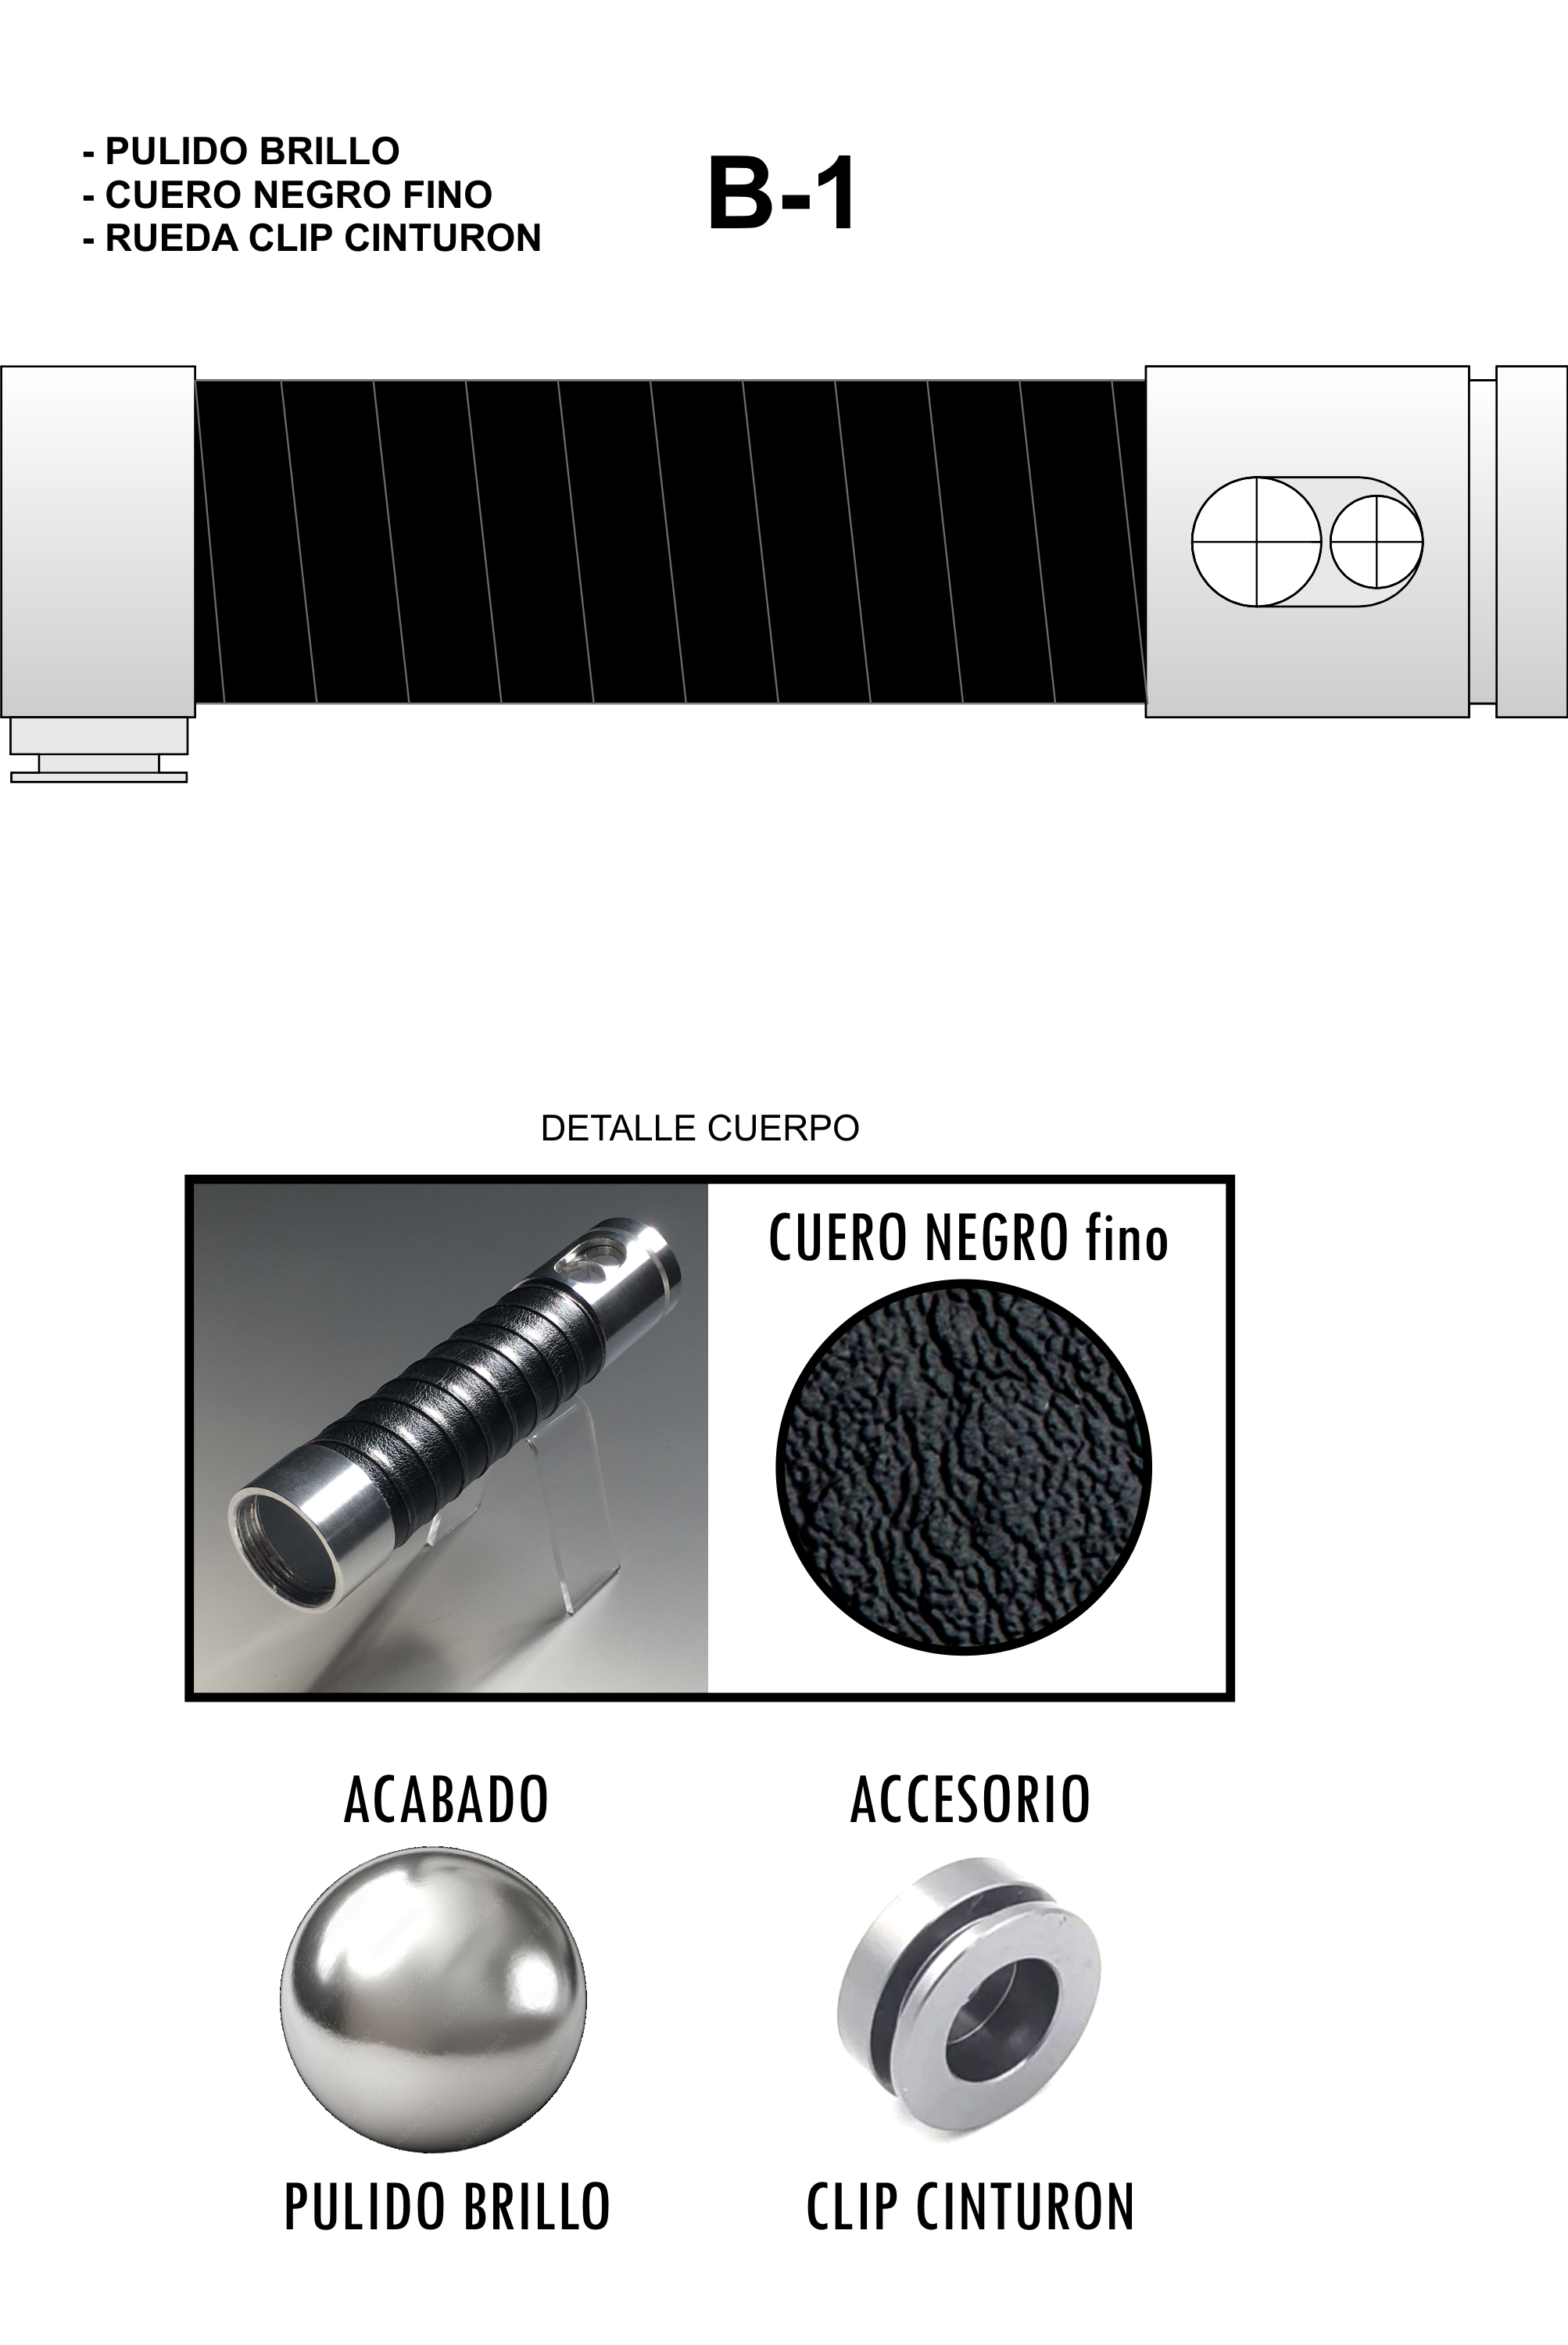 - PULIDO BRILLO
- CUERO NEGRO FINO
- RUEDA CLIP CINTURON
B-1
DETALLE CUERPO
CUERO NEGRO fino
ACABADO
ACCESORIO
PULIDO BRILLO
CLIP CINTURON